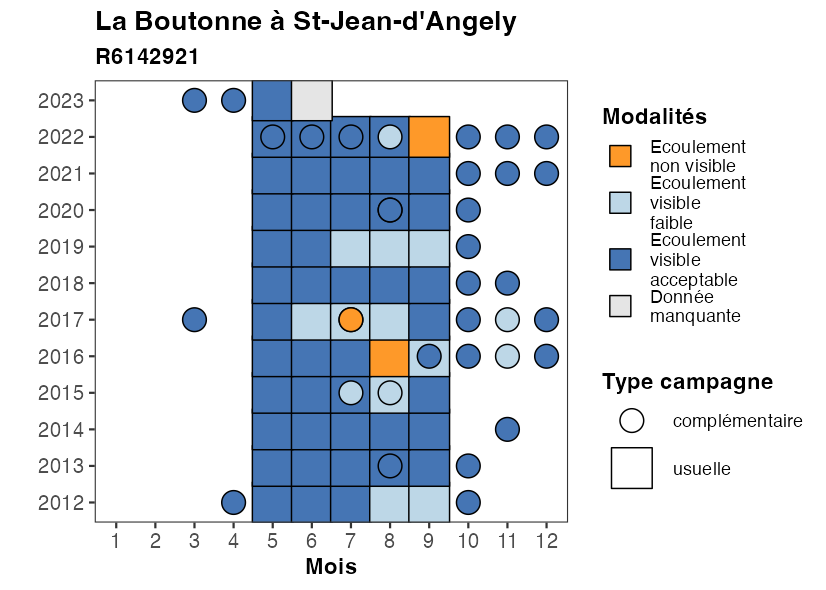 La Boutonne à St-Jean-d'Angely
R6142921
2023
2022
2021
2020
2019
2018
2017
2016
2015
2014
2013
2012
1 2 3 4 5 6 7 8 9 10 11 12
Mois
Modalités
Ecoulement
non visible
Ecoulement
visible
faible
Ecoulement
visible
acceptable
Donnée
manquante
Type campagne
complémentaire
usuelle